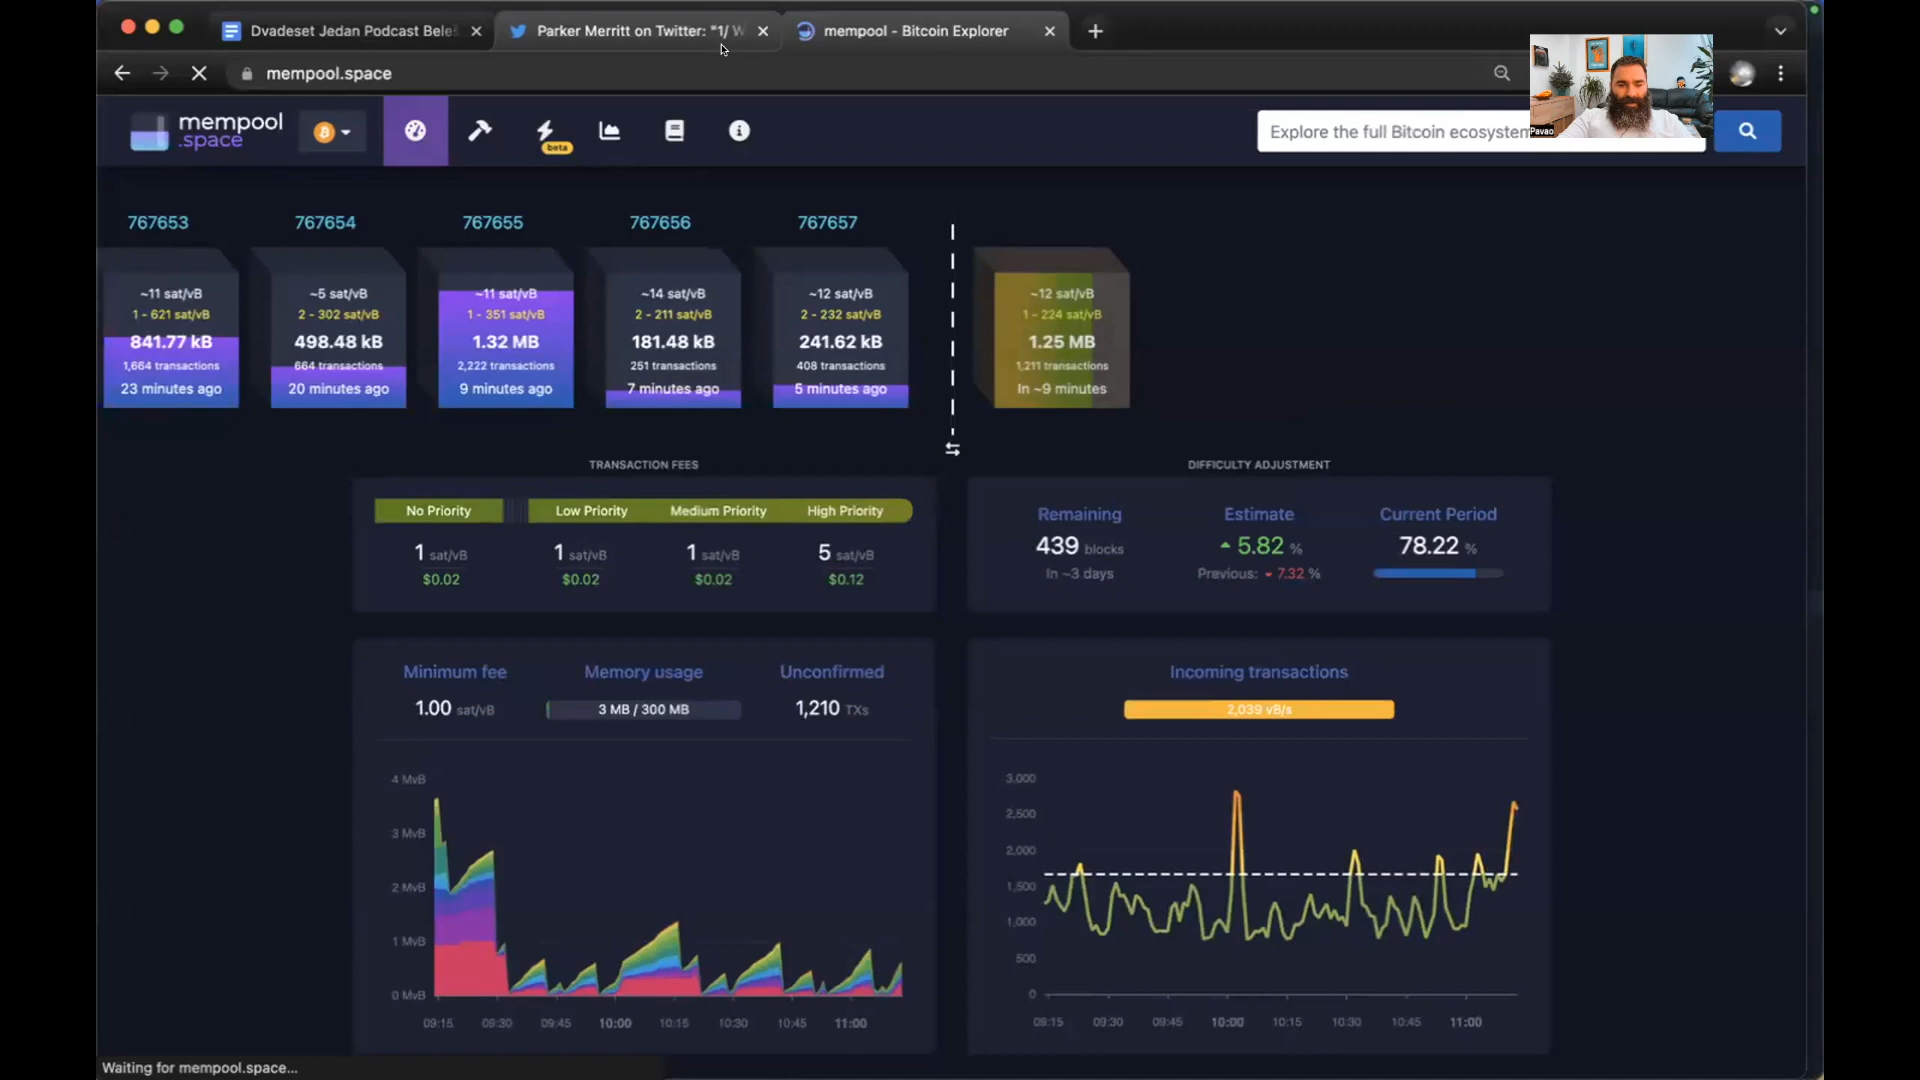 Dvadeset Jedan Podcast Bele
Parker Merritt on Twitter: "1/ W
mempool - Bitcoin Explorer
mempool.space
mempool
.space
beta
Explore the full Bitcoin ecosystem
Pavao
767653
767654
767655
767656
767657
~11 sat/vB
1 - 621 sat/vB
841.77 kB
1,664 transactions
23 minutes ago
~5 sat/vB
2 - 302 sat/vB
498.48 kB
664 transactions
20 minutes ago
~11 sat/vB
1 - 351 sat/vB
1.32 MB
2,222 transactions
9 minutes ago
~14 sat/vB
2 - 211 sat/vB
181.48 kB
251 transactions
7 minutes ago
~12 sat/vB
2 - 232 sat/vB
241.62 kB
408 transactions
5 minutes ago
~12 sat/vB
1 - 224 sat/vB
1.25 MB
1,211 transactions
In ~9 minutes
TRANSACTION FEES
No Priority
Low Priority
Medium Priority
High Priority
1 sat/vB
1 sat/vB
1 sat/vB
5 sat/vB
$0.02
$0.02
$0.02
$0.12
DIFFICULTY ADJUSTMENT
Remaining
Estimate
Current Period
439 blocks
5.82 %
78.22 %
In ~3 days
Previous: 7.32 %
Minimum fee
Memory usage
Unconfirmed
1.00 sat/vB
3 MB / 300 MB
1,210 TXs
4 MvB
3 MvB
2 MvB
1 MvB
0 MvB
09:15
09:30
09:45
10:00
10:15
10:30
10:45
11:00
Incoming transactions
2,039 vB/s
3,000
2,500
2,000
1,500
1,000
500
0
09:15
09:30
09:45
10:00
10:15
10:30
10:45
11:00
Waiting for mempool.space...